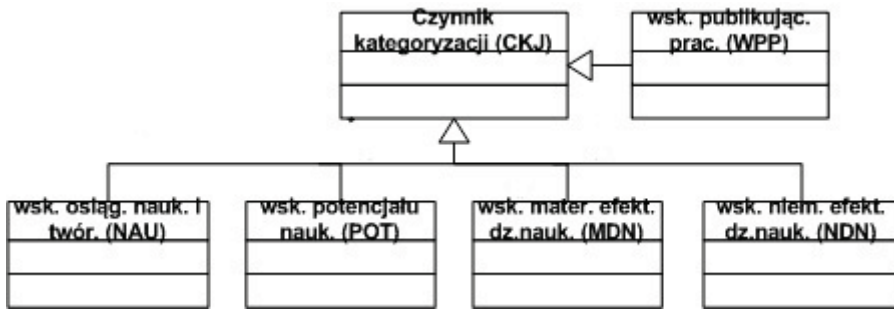 Czynnik
kategoryzacji (CKJ)
wsk. publikując.
prac. (WPP)
wsk. osiąg. nauk. i
twór. (NAU)
wsk. potencjału
nauk. (POT)
wsk. mater. efekt.
dz.nauk. (MDN)
wsk. niem. efekt.
dz.nauk. (NDN)